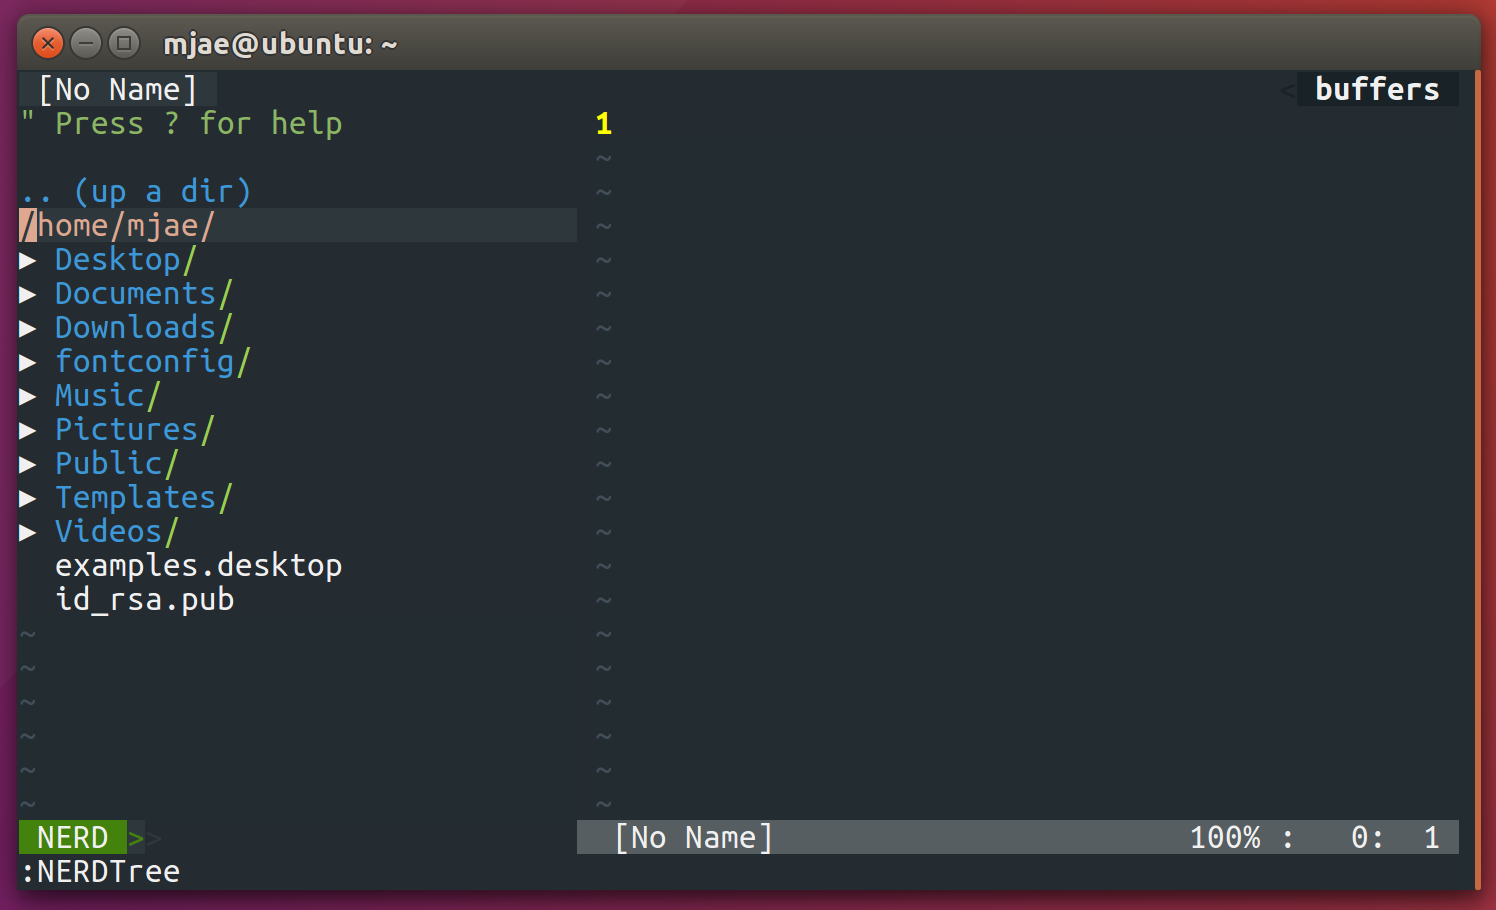 mjae@ubuntu: ~
[No Name] < buffers
" Press ? for help
1
~
.. (up a dir)
~
/home/mjae/
~
▶ Desktop/
~
▶ Documents/
~
▶ Downloads/
~
▶ fontconfig/
~
▶ Music/
~
▶ Pictures/
~
▶ Public/
~
▶ Templates/
~
▶ Videos/
~
examples.desktop
~
id_rsa.pub
~
~ ~
~ ~
~ ~
~ ~
~ ~
~ ~
NERD >> [No Name] 100% : 0: 1
:NERDTree